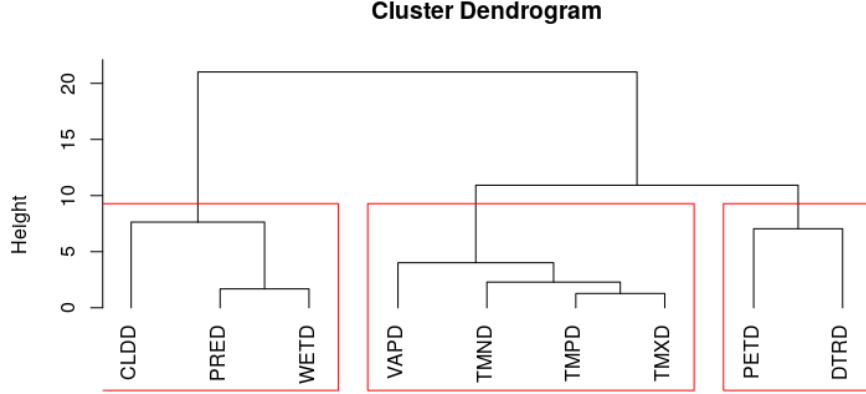 Cluster Dendrogram
Height
20
15
10
5
0
CLDD
PRED
WETD
VAPD
TMND
TMPD
TMXD
PETD
DTRD